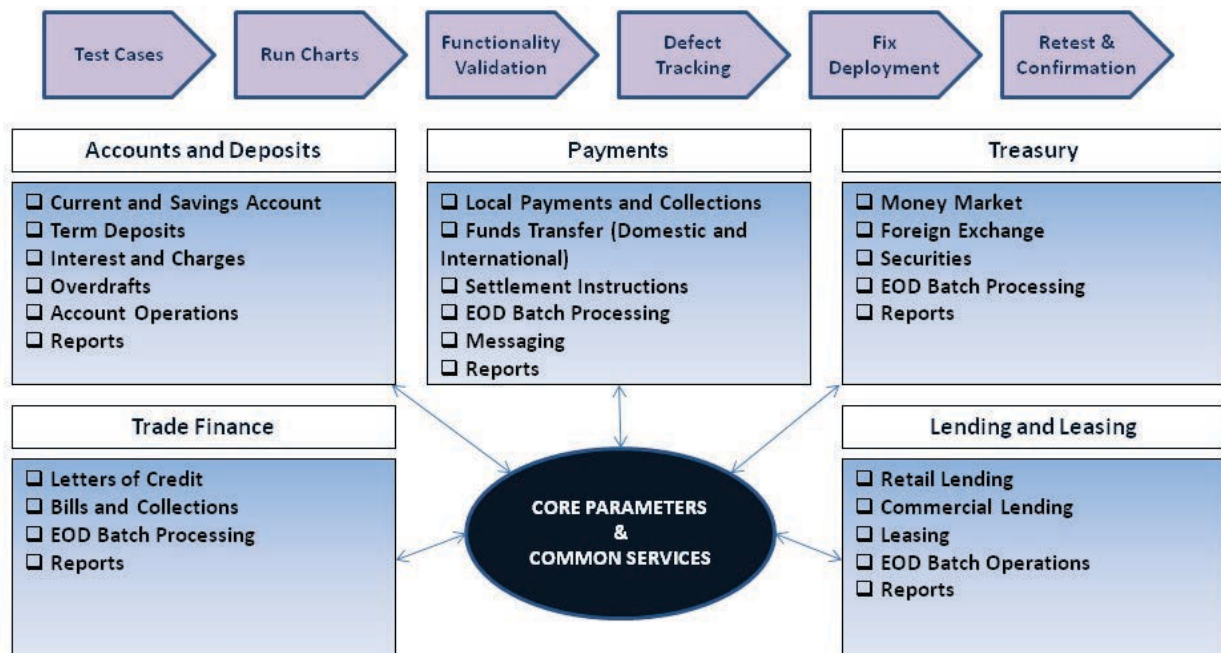 Test Cases
Run Charts
Functionality
Validation
Defect
Tracking
Fix
Deployment
Retest &
Confirmation
Accounts and Deposits
❑ Current and Savings Account
❑ Term Deposits
❑ Interest and Charges
❑ Overdrafts
❑ Account Operations
❑ Reports
Payments
❑ Local Payments and Collections
❑ Funds Transfer (Domestic and
International)
❑ Settlement Instructions
❑ EOD Batch Processing
❑ Messaging
❑ Reports
Treasury
❑ Money Market
❑ Foreign Exchange
❑ Securities
❑ EOD Batch Processing
❑ Reports
Trade Finance
❑ Letters of Credit
❑ Bills and Collections
❑ EOD Batch Processing
❑ Reports
CORE PARAMETERS
&
COMMON SERVICES
Lending and Leasing
❑ Retail Lending
❑ Commercial Lending
❑ Leasing
❑ EOD Batch Operations
❑ Reports